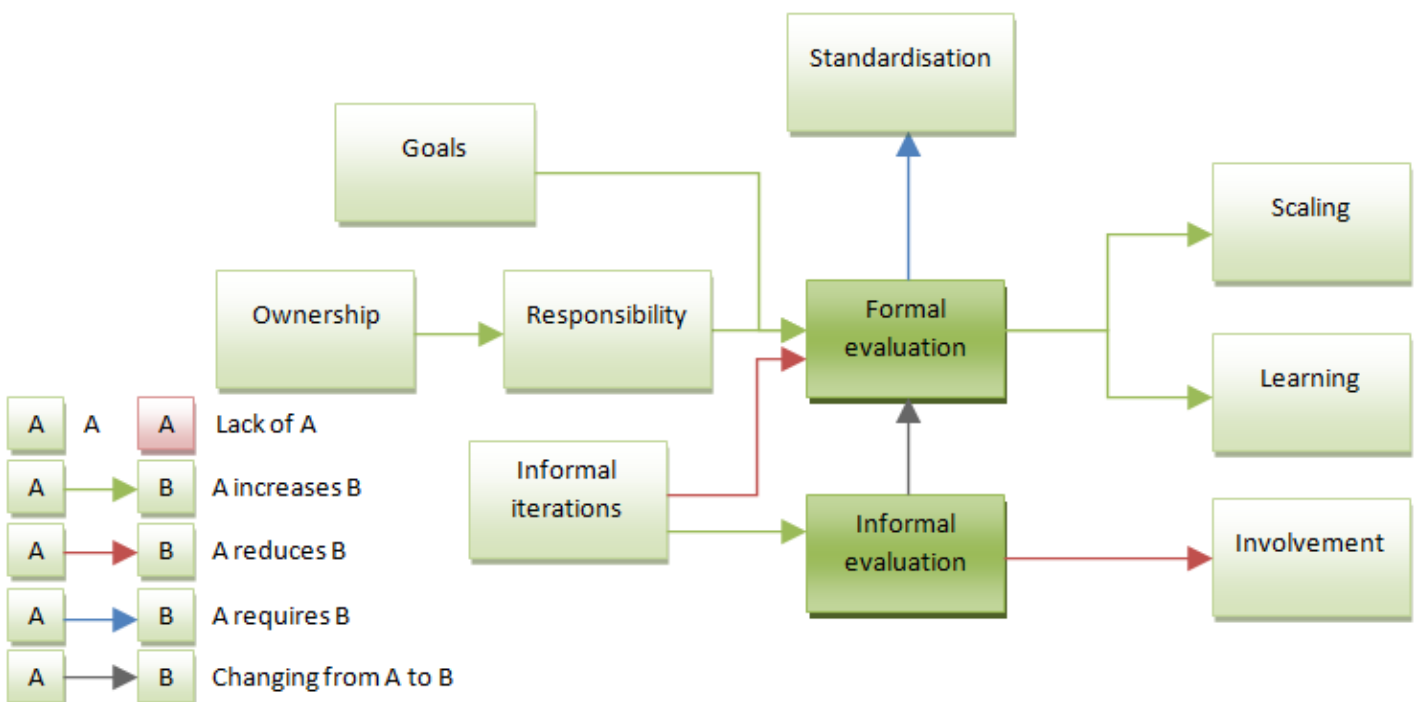 Standardisation
Goals
Scaling
Ownership
Responsibility
Formal
evaluation
Learning
Informal
iterations
Informal
evaluation
Involvement
A A A Lack of A
A B A increases B
A B A reduces B
A B A requires B
A B Changing from A to B